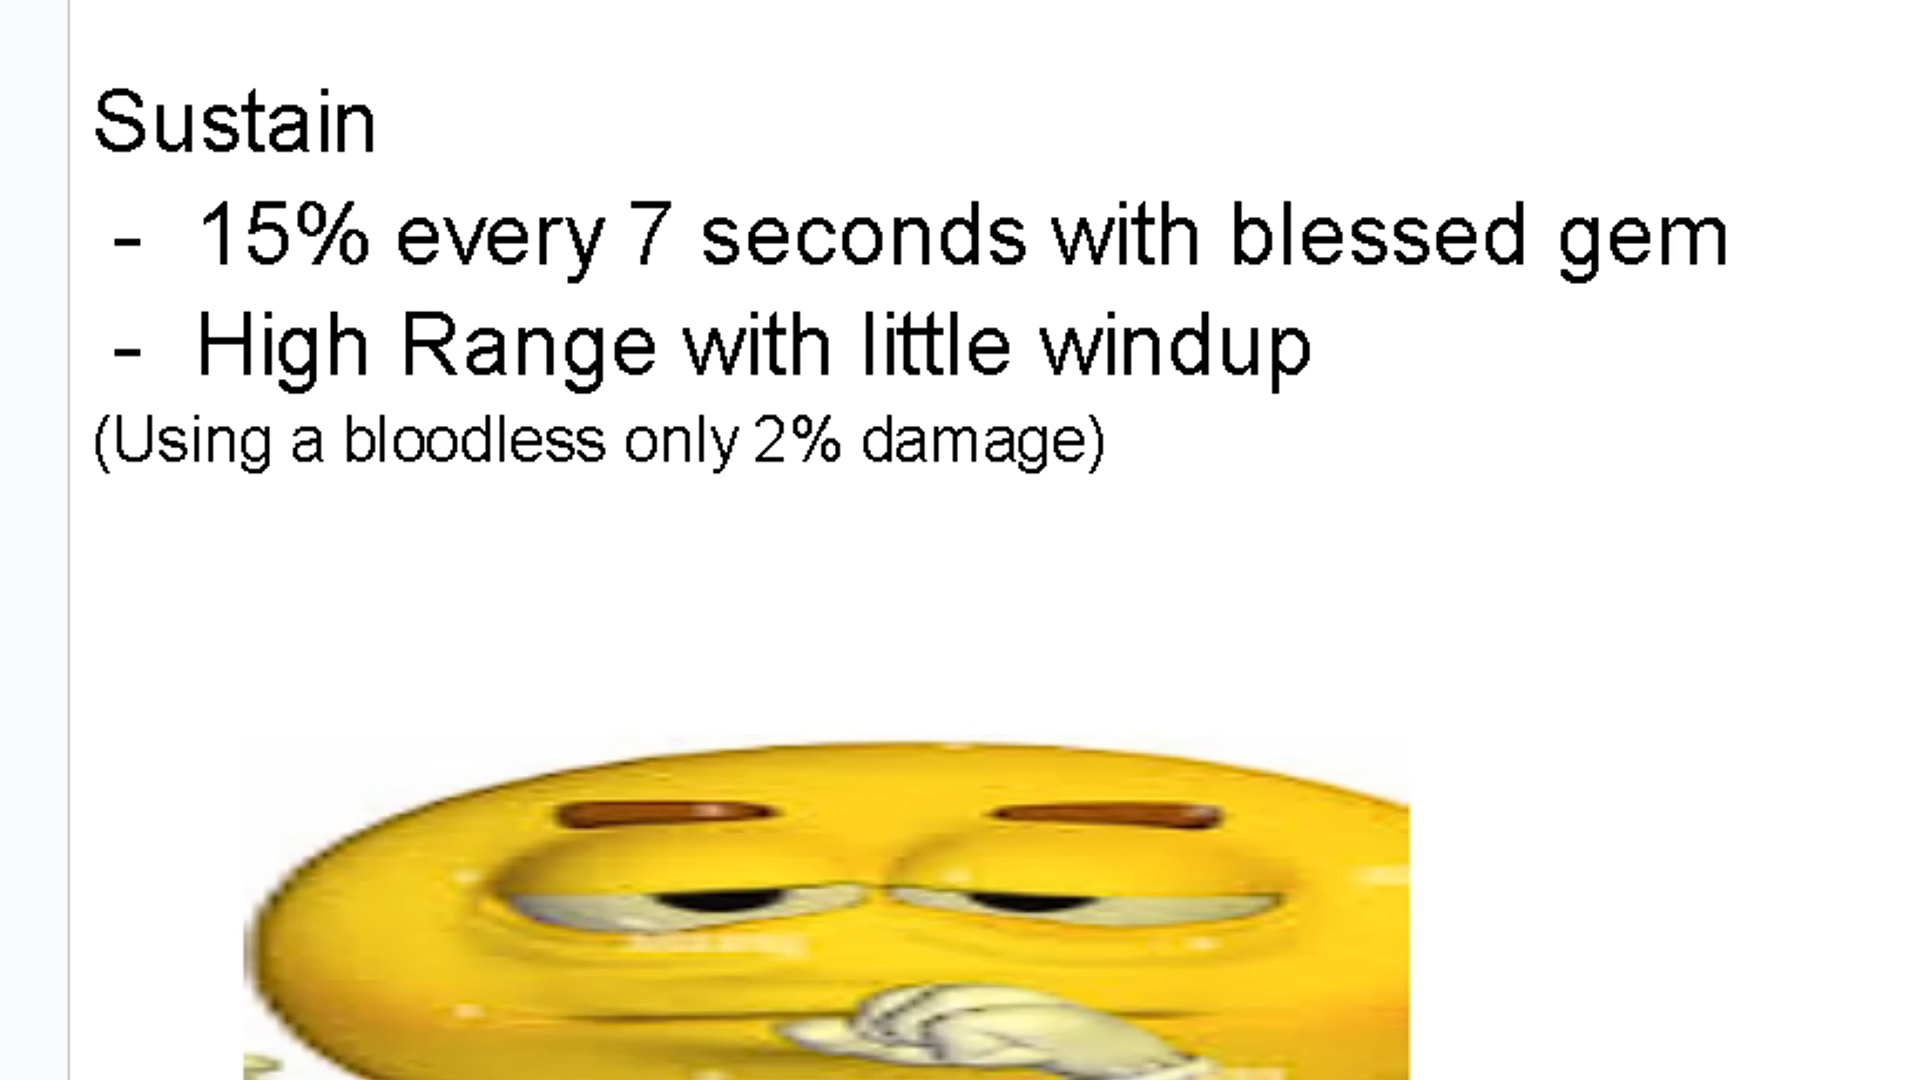 Sustain
- 15% every 7 seconds with blessed gem
- High Range with little windup
(Using a bloodless only 2% damage)